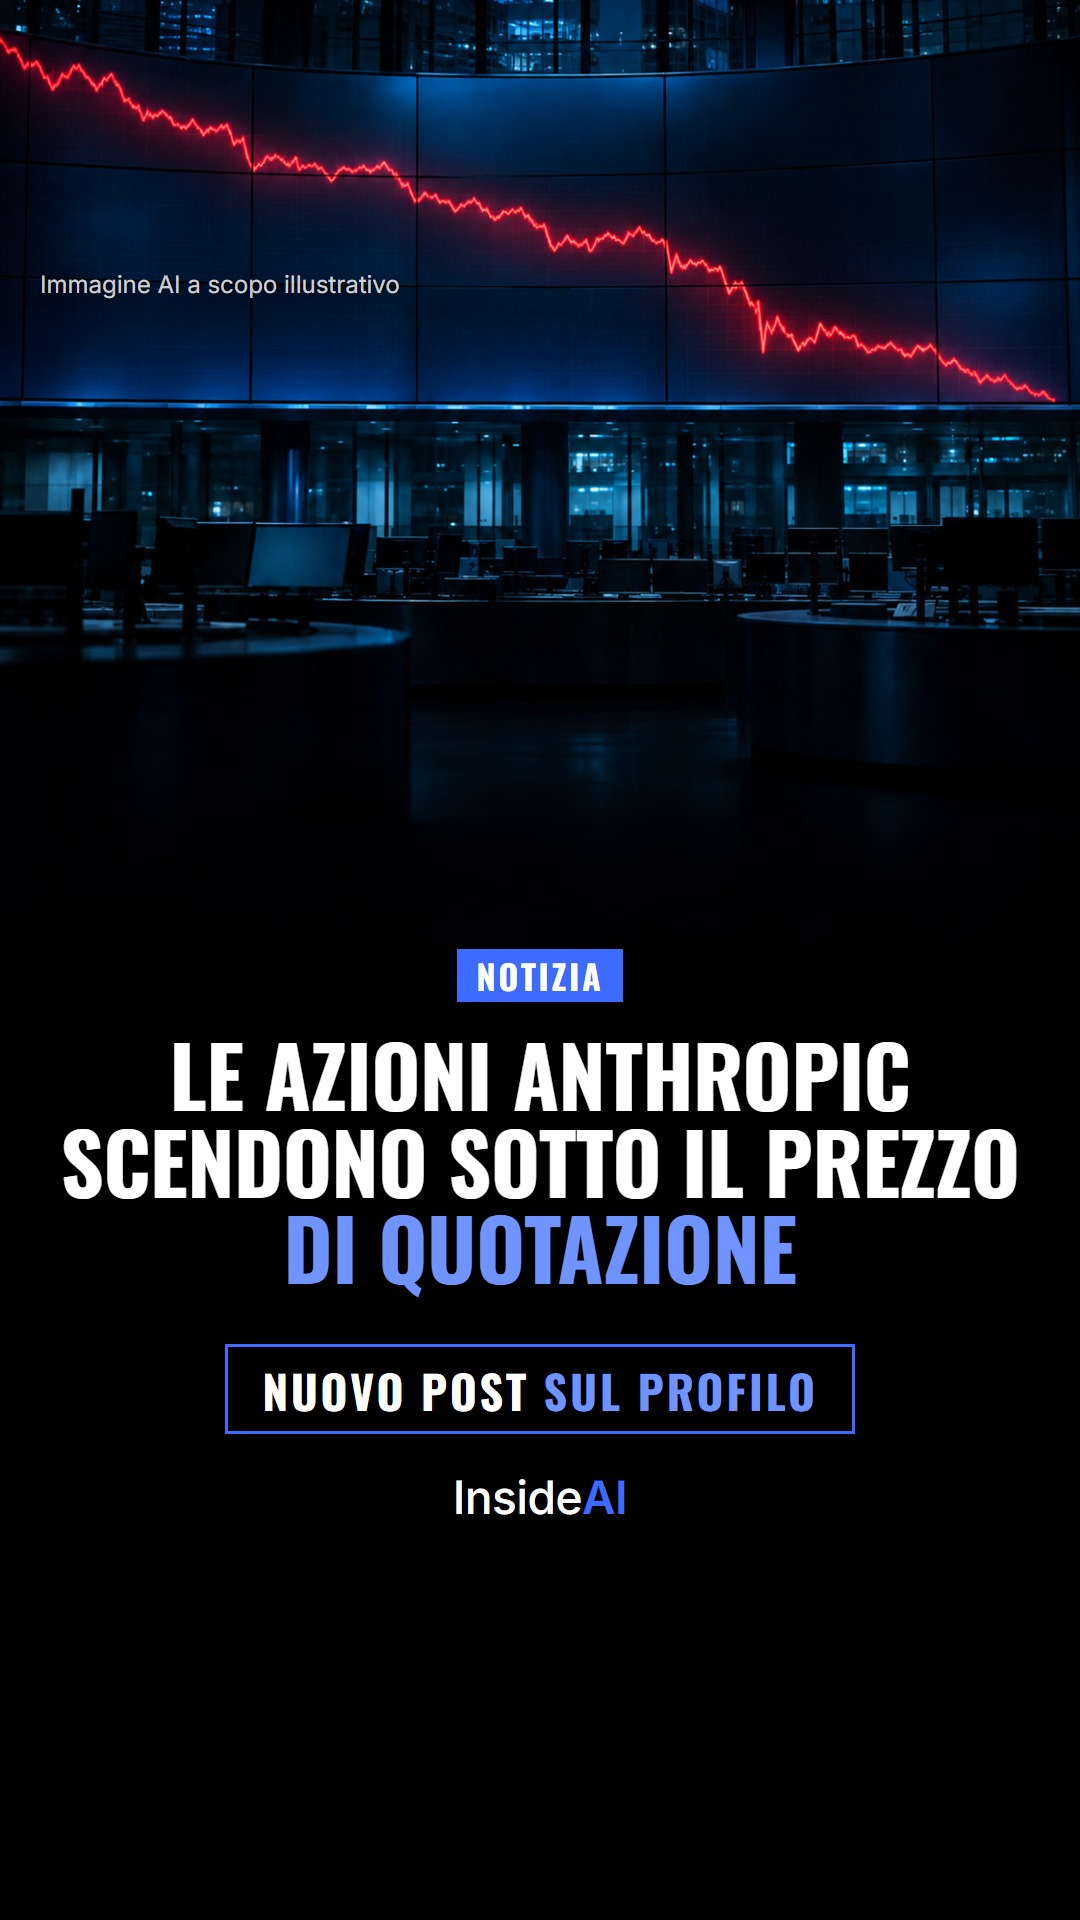 Immagine AI a scopo illustrativo
NOTIZIA
LE AZIONI ANTHROPIC
SCENDONO SOTTO IL PREZZO
DI QUOTAZIONE
NUOVO POST SUL PROFILO
InsideAI